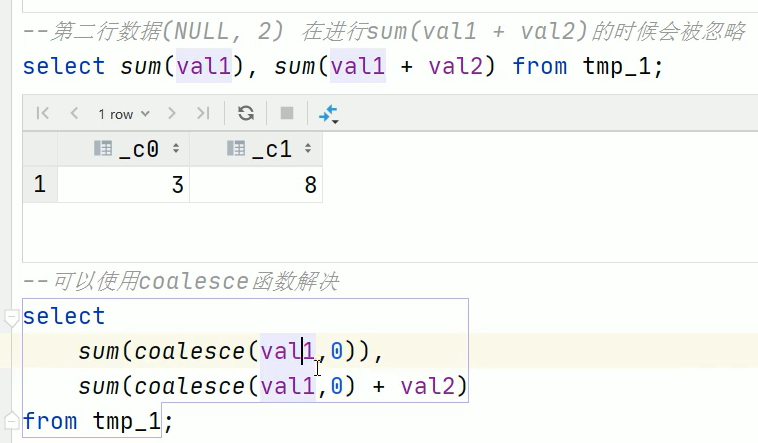 --第二行数据(NULL, 2) 在进行sum(val1 + val2)的时候会被忽略
select sum(val1), sum(val1 + val2) from tmp_1;
1 row
_c0 _c1
1 3 8
--可以使用coalesce函数解决
select
sum(coalesce(val1,0)),
sum(coalesce(val1,0) + val2)
from tmp_1;